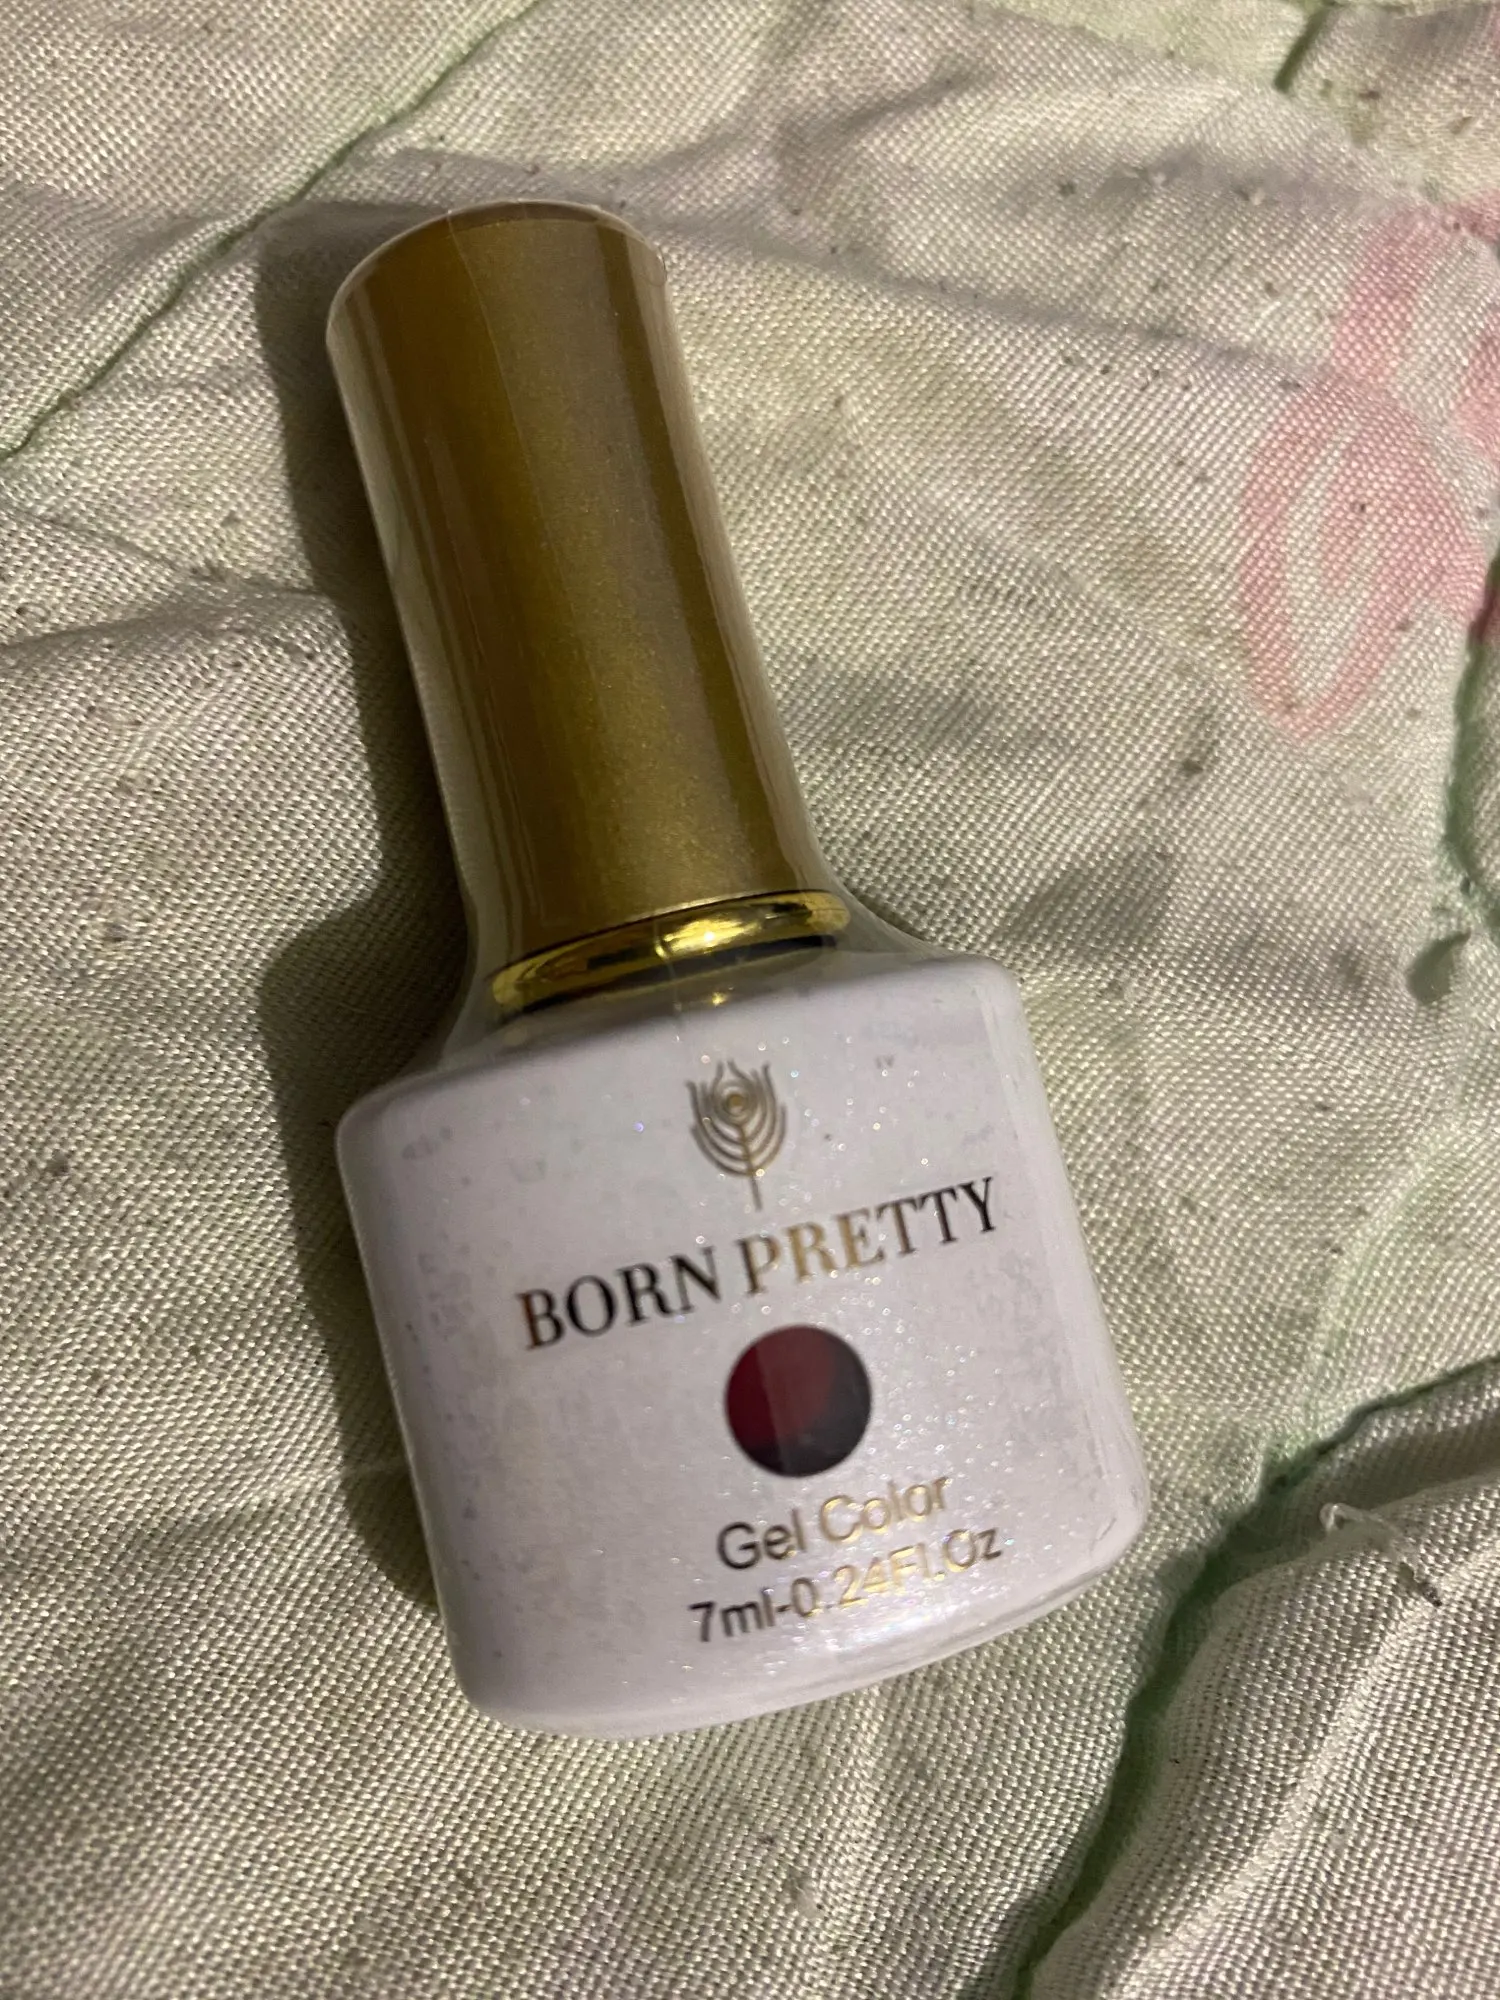 BORN PRETTY
Gel Color
7ml-0.24Fl.Oz